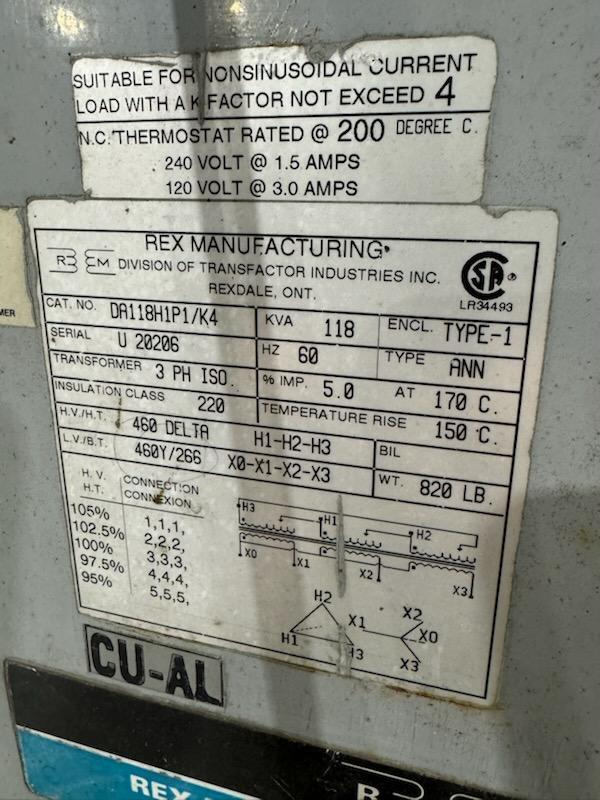 SUITABLE FOR NONSINUSOIDAL CURRENT
LOAD WITH A K FACTOR NOT EXCEED 4
N.C. THERMOSTAT RATED @ 200 DEGREE C.
240 VOLT @ 1.5 AMPS
120 VOLT @ 3.0 AMPS
REX MANUFACTURING
R3 EM DIVISION OF TRANSFACTOR INDUSTRIES INC.
REXDALE, ONT.
LR34493
MER
CAT. NO. DA118H1P1/K4 KVA 118 ENCL. TYPE-1
SERIAL U 20206 HZ 60 TYPE ANN
TRANSFORMER 3 PH ISO. % IMP. 5.0 AT 170 C.
INSULATION CLASS 220 TEMPERATURE RISE 150 C.
H.V./H.T. 460 DELTA H1-H2-H3 BIL
L.V./B.T. 460Y/266 X0-X1-X2-X3 WT. 820 LB.
H. V. CONNECTION
H.T. CONNEXION
105% 1,1,1,
102.5% 2,2,2,
100% 3,3,3,
97.5% 4,4,4,
95% 5,5,5,
H3 H1 H2
X0 X1 X2 X3
H2
H1 H3
X1 X2
X0
X3
CU-AL
REX